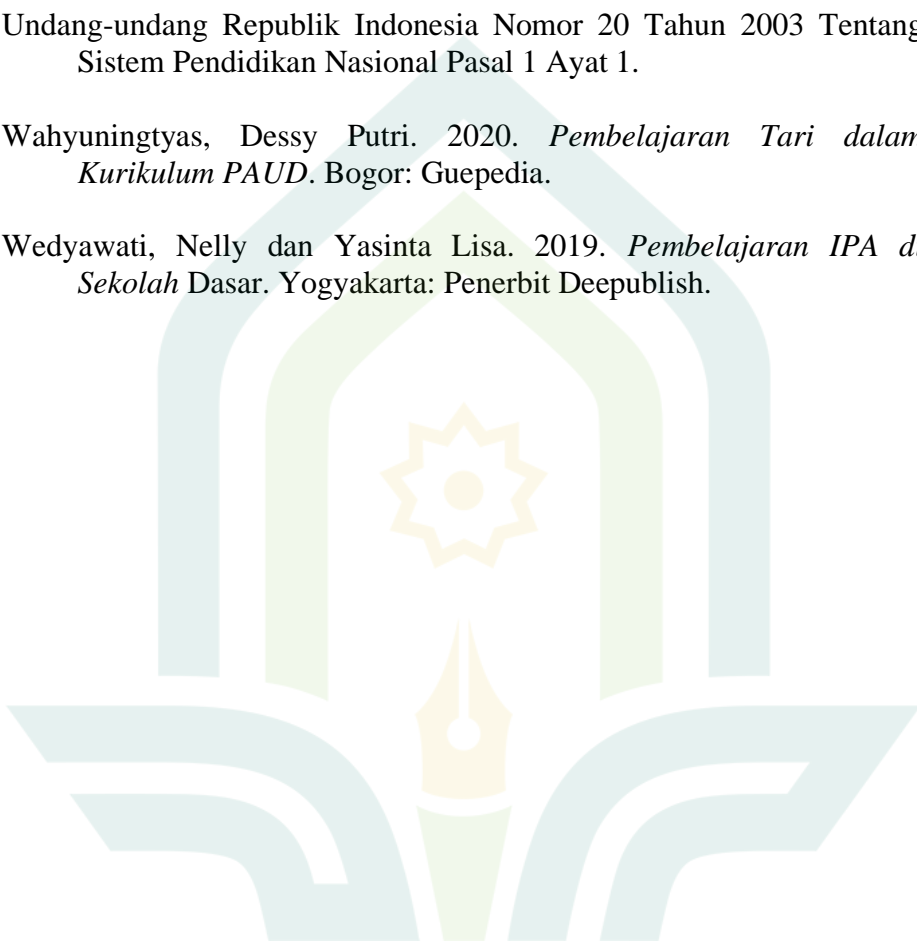 Undang-undang Republik Indonesia Nomor 20 Tahun 2003 Tentang
Sistem Pendidikan Nasional Pasal 1 Ayat 1.
Wahyuningtyas, Dessy Putri. 2020. Pembelajaran Tari dalam
Kurikulum PAUD. Bogor: Guepedia.
Wedyawati, Nelly dan Yasinta Lisa. 2019. Pembelajaran IPA di
Sekolah Dasar. Yogyakarta: Penerbit Deepublish.